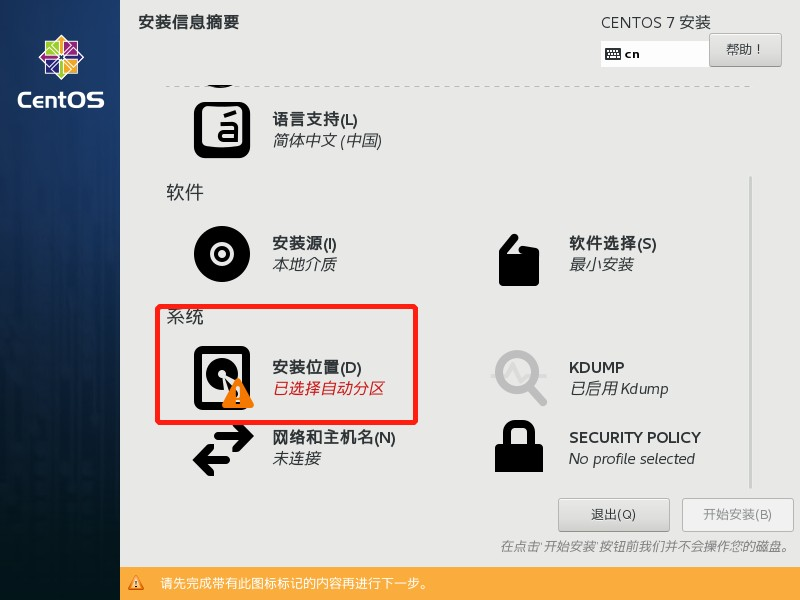 安装信息摘要
CENTOS 7 安装
cn
帮助！
CentOS
语言支持(L)
简体中文 (中国)
软件
安装源(I)
本地介质
软件选择(S)
最小安装
系统
安装位置(D)
已选择自动分区
KDUMP
已启用 Kdump
网络和主机名(N)
未连接
SECURITY POLICY
No profile selected
退出(Q)
开始安装(B)
在点击'开始安装'按钮前我们并不会操作您的磁盘。
请先完成带有此图标标记的内容再进行下一步。